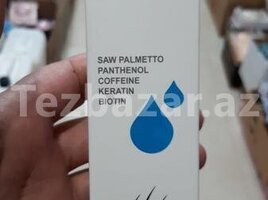 SAW PALMETTO
PANTHENOL
COFFEINE
KERATIN
BIOTIN
Tezbazar.az